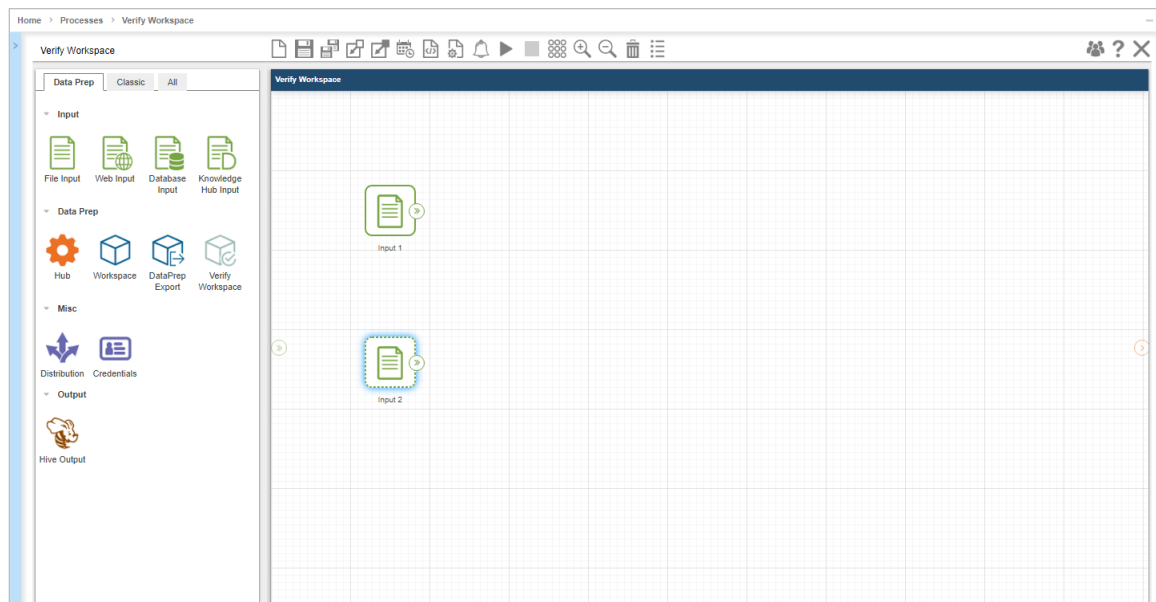 Home > Processes > Verify Workspace
Verify Workspace
Data Prep Classic All
Verify Workspace
Input
File Input Web Input Database Input Knowledge Hub Input
Data Prep
Hub Workspace DataPrep Export Verify Workspace
Misc
Distribution Credentials
Output
Hive Output
Input 1
Input 2